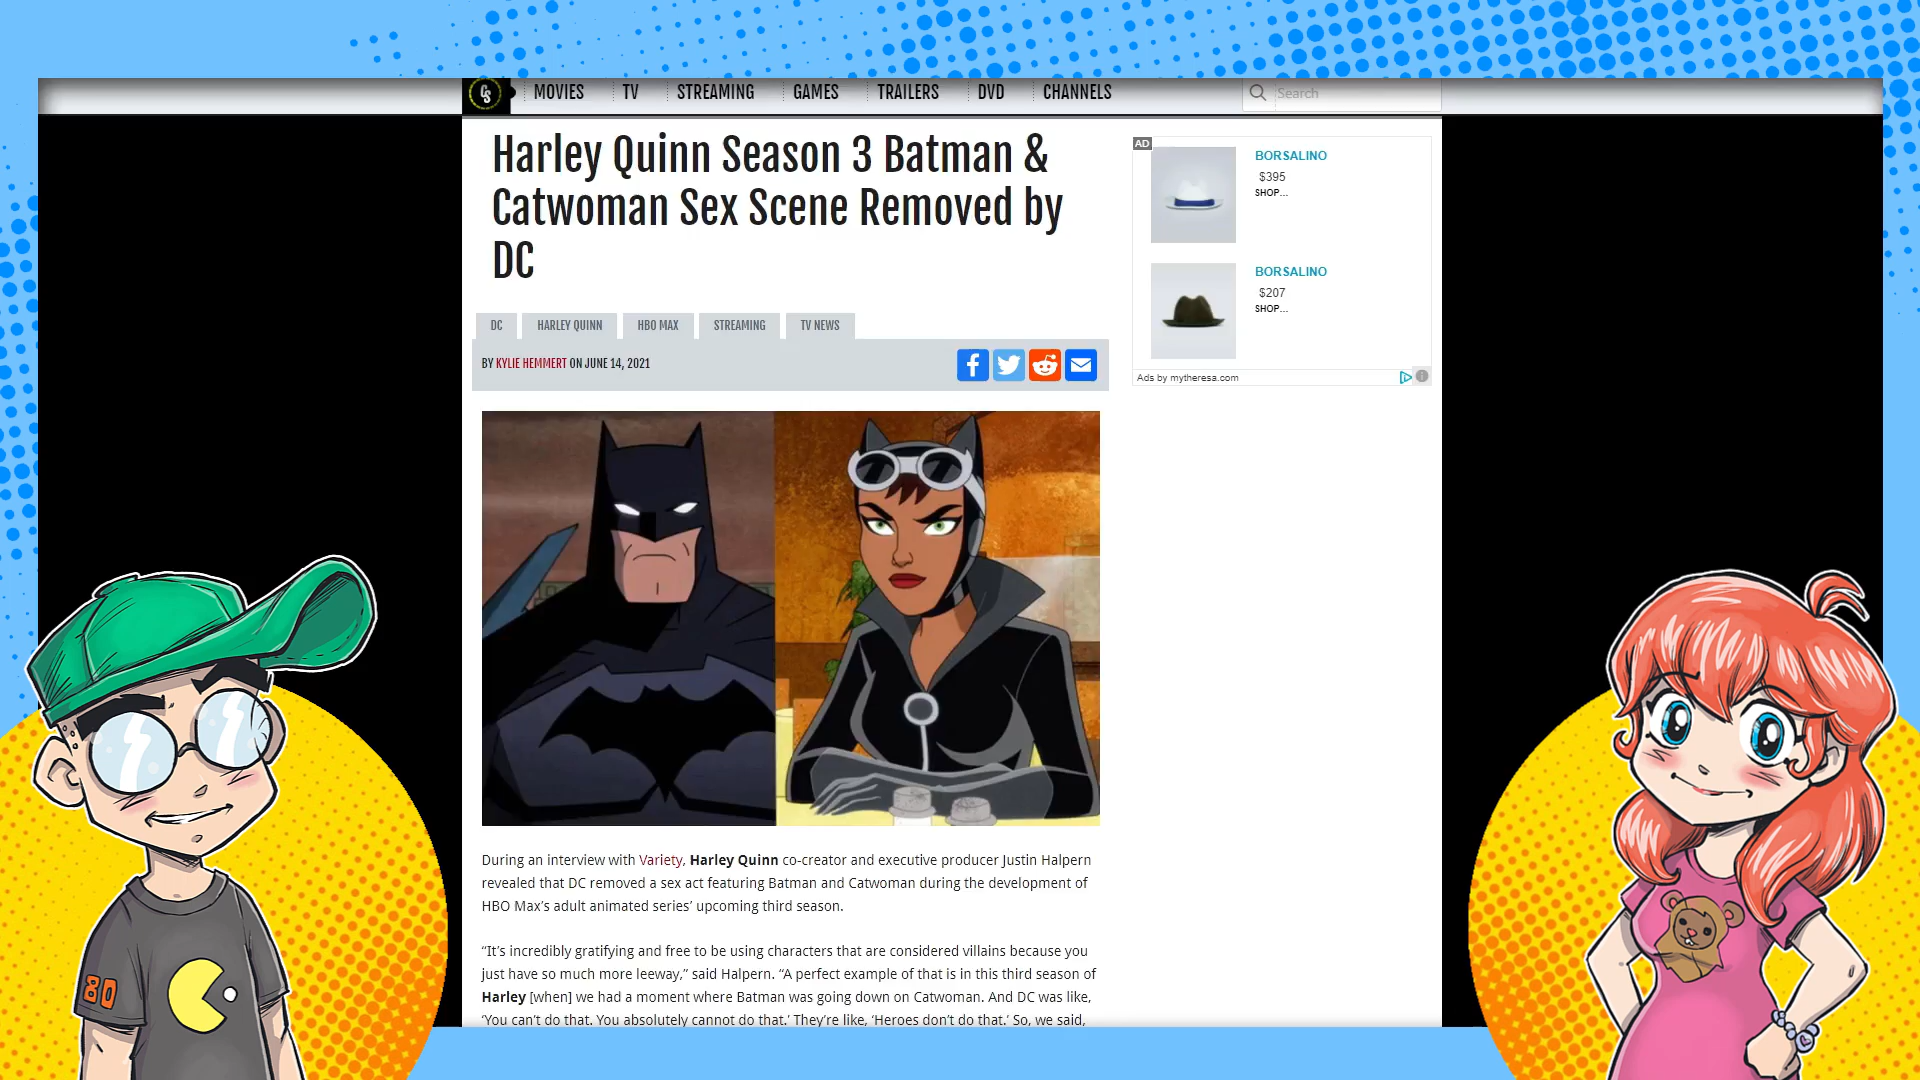 CS
MOVIES
TV
STREAMING
GAMES
TRAILERS
DVD
CHANNELS
Search
Harley Quinn Season 3 Batman &
Catwoman Sex Scene Removed by
DC
DC
HARLEY QUINN
HBO MAX
STREAMING
TV NEWS
BY KYLIE HEMMERT ON JUNE 14, 2021
AD
BORSALINO
$395
SHOP...
BORSALINO
$207
SHOP...
Ads by mytheresa.com
During an interview with Variety, Harley Quinn co-creator and executive producer Justin Halpern
revealed that DC removed a sex act featuring Batman and Catwoman during the development of
HBO Max’s adult animated series’ upcoming third season.
“It’s incredibly gratifying and free to be using characters that are considered villains because you
just have so much more leeway,” said Halpern. “A perfect example of that is in this third season of
Harley [when] we had a moment where Batman was going down on Catwoman. And DC was like,
‘You can’t do that. You absolutely cannot do that.’ They’re like, ‘Heroes don’t do that.’ So, we said,
80